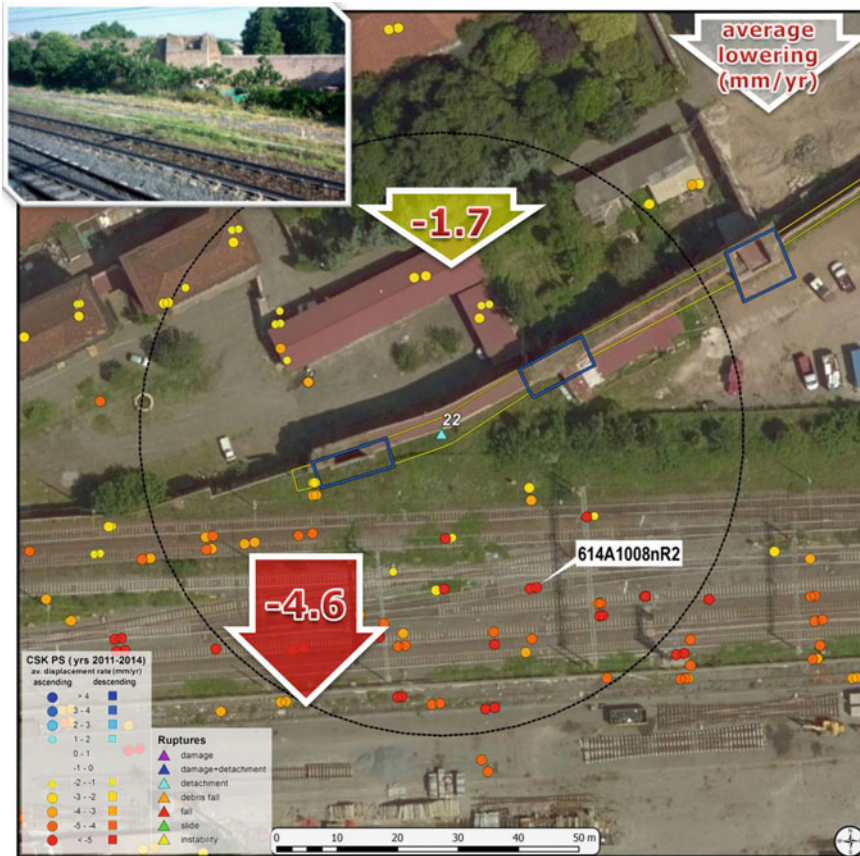 average
lowering
(mm/yr)
-1.7
22
614A1008nR2
-4.6
CSK PS (yrs 2011-2014)
av. displacement rate (mm/yr)
ascending descending
> 4
3 - 4
2 - 3
1 - 2
0 - 1
-1 - 0
-2 - -1
-3 - -2
-4 - -3
-5 - -4
< -5
Ruptures
damage
damage+detachment
detachment
debris fall
fall
slide
instability
0 10 20 30 40 50 m